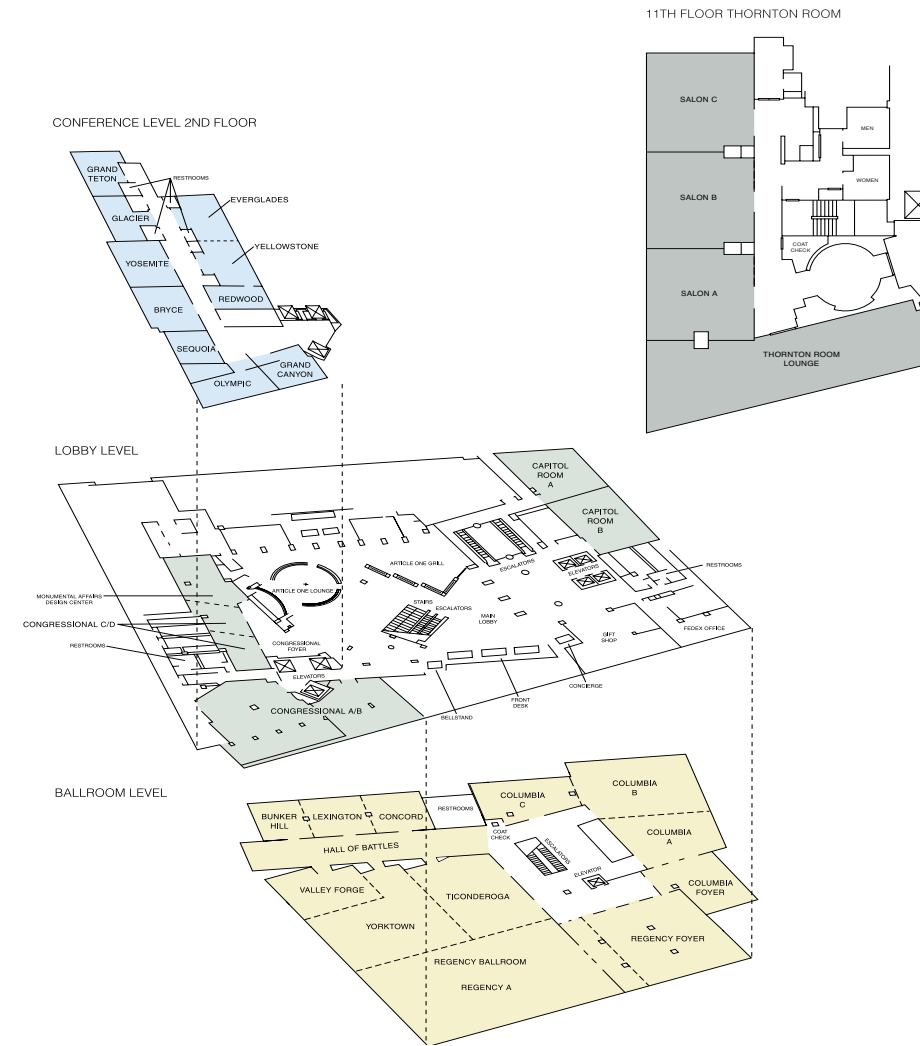 11TH FLOOR THORNTON ROOM
SALON C
MEN
SALON B
WOMEN
COAT
CHECK
SALON A
THORNTON ROOM
LOUNGE
CONFERENCE LEVEL 2ND FLOOR
GRAND
TETON
RESTROOMS
EVERGLADES
GLACIER
YELLOWSTONE
YOSEMITE
REDWOOD
BRYCE
SEQUOIA
GRAND
CANYON
OLYMPIC
LOBBY LEVEL
CAPITOL
ROOM
A
CAPITOL
ROOM
B
ESCALATORS
ELEVATORS
RESTROOMS
ARTICLE ONE GRILL
ARTICLE ONE LOUNGE
MONUMENTAL AFFAIRS
DESIGN CENTER
STAIRS
ESCALATORS
MAIN
LOBBY
CONGRESSIONAL C/D
GIFT
SHOP
FEDEX OFFICE
CONGRESSIONAL
FOYER
RESTROOMS
ELEVATORS
CONCIERGE
FRONT
DESK
CONGRESSIONAL A/B
BELLSTAND
BALLROOM LEVEL
COLUMBIA
B
COLUMBIA
C
RESTROOMS
BUNKER
HILL
LEXINGTON
CONCORD
COAT
CHECK
COLUMBIA
A
HALL OF BATTLES
ESCALATORS
ELEVATOR
COLUMBIA
FOYER
VALLEY FORGE
TICONDEROGA
YORKTOWN
REGENCY FOYER
REGENCY BALLROOM
REGENCY A